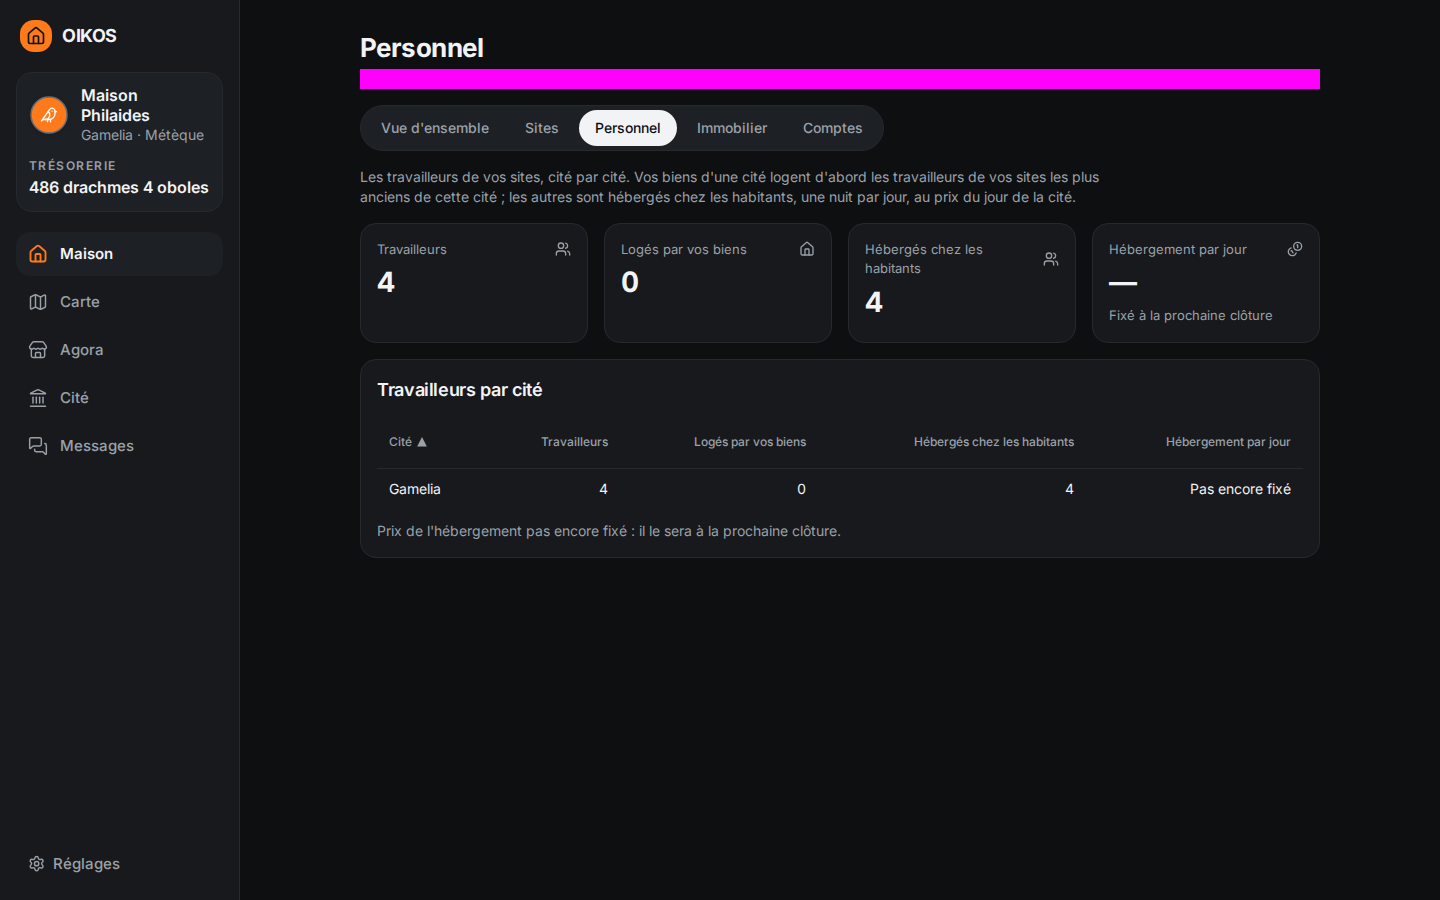 OIKOS
Maison
Philaides
Gamelia · Métèque
TRÉSORERIE
486 drachmes 4 oboles
Maison
Carte
Agora
Cité
Messages
Réglages
Personnel
Vue d'ensemble
Sites
Personnel
Immobilier
Comptes
Les travailleurs de vos sites, cité par cité. Vos biens d'une cité logent d'abord les travailleurs de vos sites les plus
anciens de cette cité ; les autres sont hébergés chez les habitants, une nuit par jour, au prix du jour de la cité.
Travailleurs
4
Logés par vos biens
0
Hébergés chez les
habitants
4
Hébergement par jour
—
Fixé à la prochaine clôture
Travailleurs par cité
Cité ▲ Travailleurs Logés par vos biens Hébergés chez les habitants Hébergement par jour
Gamelia 4 0 4 Pas encore fixé
Prix de l'hébergement pas encore fixé : il le sera à la prochaine clôture.